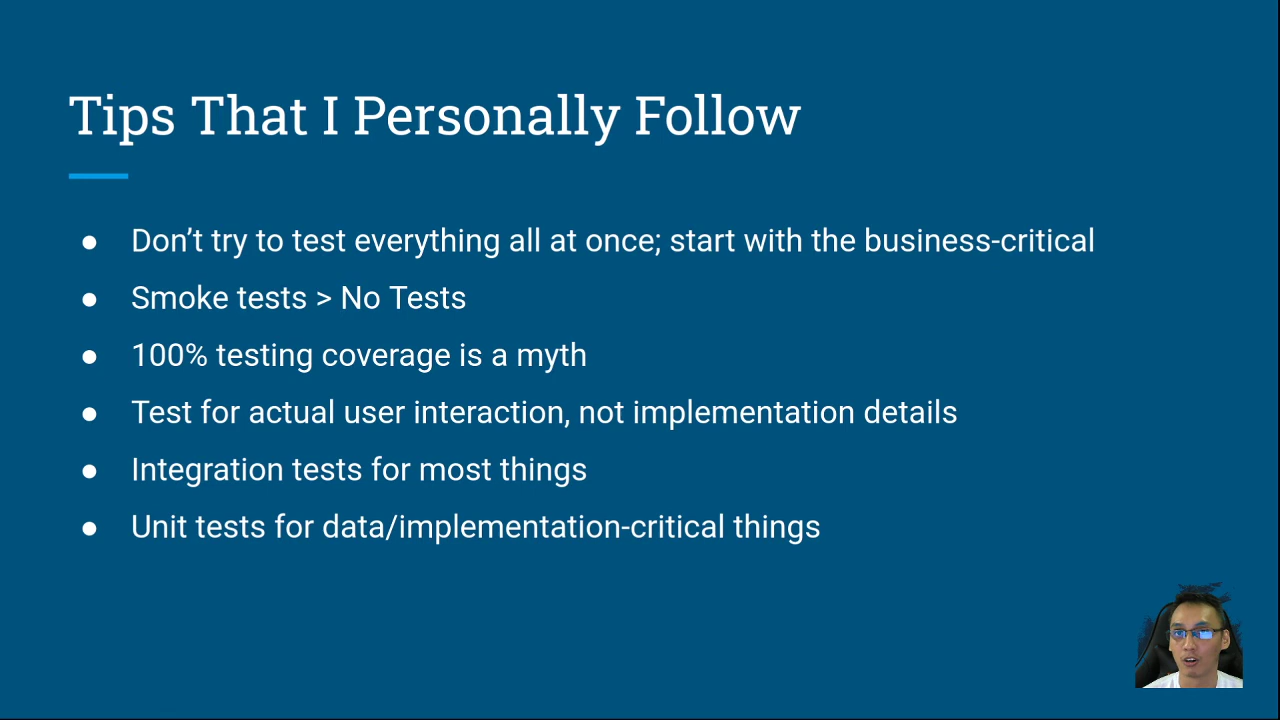 Tips That I Personally Follow
● Don’t try to test everything all at once; start with the business-critical
● Smoke tests > No Tests
● 100% testing coverage is a myth
● Test for actual user interaction, not implementation details
● Integration tests for most things
● Unit tests for data/implementation-critical things